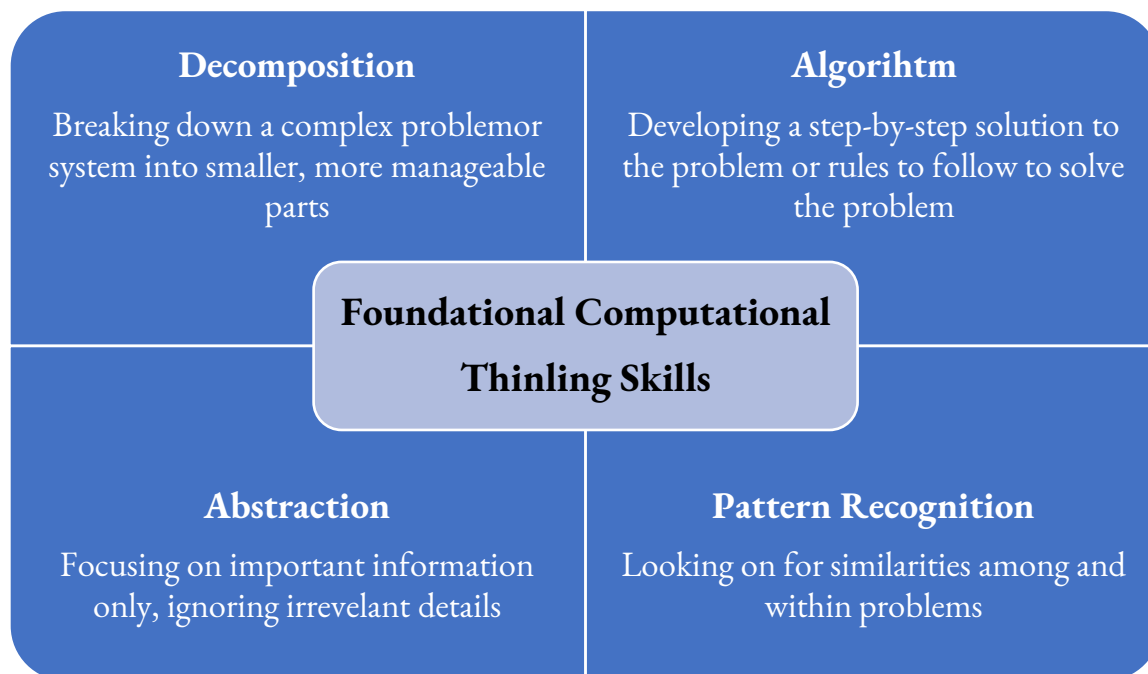 Decomposition
Breaking down a complex problemor
system into smaller, more manageable
parts
Algorihtm
Developing a step-by-step solution to
the problem or rules to follow to solve
the problem
Foundational Computational
Thinling Skills
Abstraction
Focusing on important information
only, ignoring irrevelant details
Pattern Recognition
Looking on for similarities among and
within problems